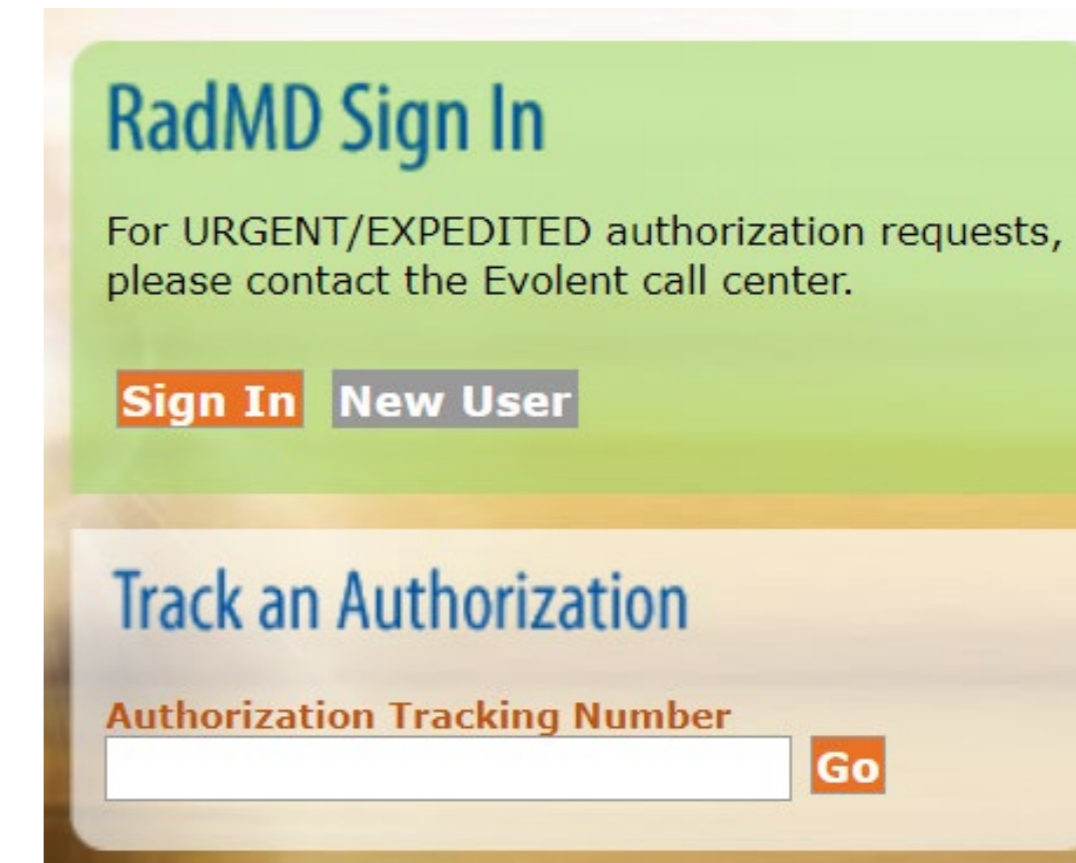 RadMD Sign In
For URGENT/EXPEDITED authorization requests,
please contact the Evolent call center.
Sign In New User
Track an Authorization
Authorization Tracking Number
Go